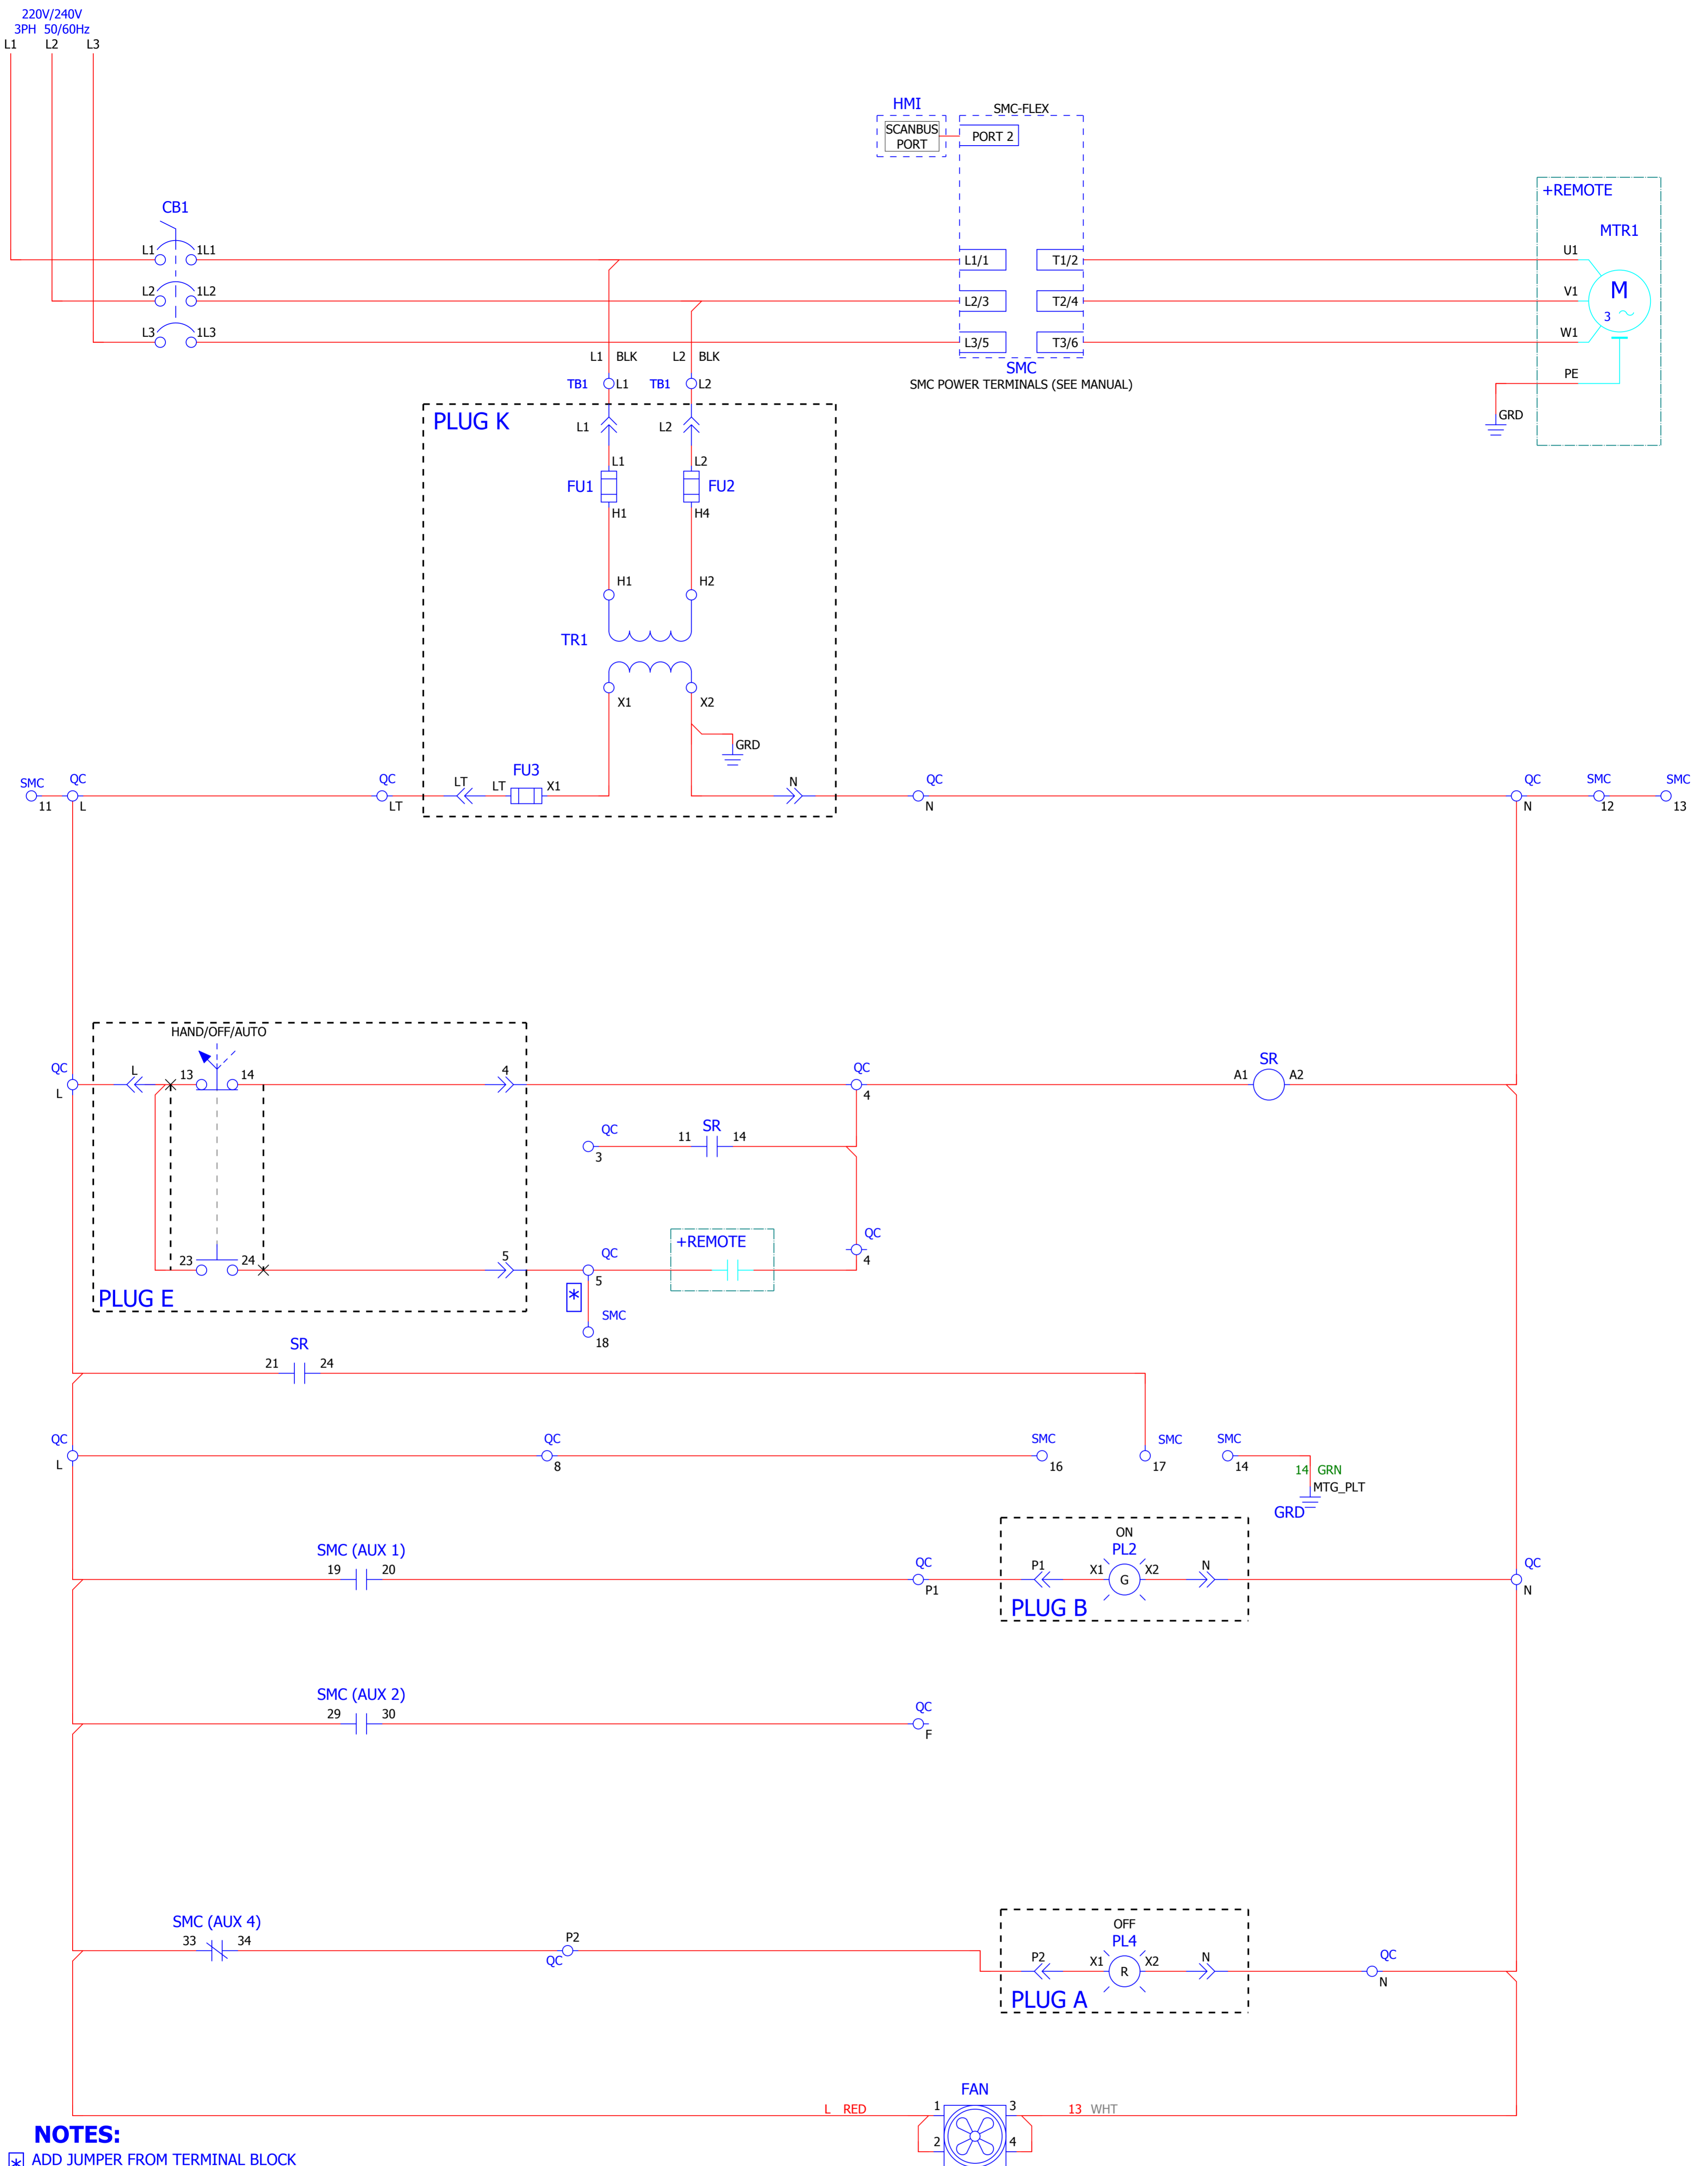 220V/240V
3PH 50/60Hz
L1 L2 L3
HMI
SMC-FLEX
SCANBUS
PORT
PORT 2
+REMOTE
CB1
MTR1
L1 1L1
L1/1 T1/2
U1
L2 1L2
L2/3 T2/4
V1
M
3
L3 1L3
L3/5 T3/6
W1
L1 BLK L2 BLK
SMC
SMC POWER TERMINALS (SEE MANUAL)
PE
TB1 L1 TB1 L2
GRD
PLUG K
L1 L2
L1 L2
FU1 FU2
H1 H4
H1 H2
TR1
X1 X2
GRD
SMC QC QC LT LT FU3 X1 N QC QC SMC SMC
11 L LT N N 12 13
HAND/OFF/AUTO
QC L 13 14 4 QC A1 SR A2
L 4
QC 11 SR 14
3
+REMOTE
QC
4
23 24 5 QC
5
PLUG E
*
SMC
18
SR
21 24
QC QC SMC SMC SMC
L 8 16 17 14
14 GRN
MTG_PLT
GRD
ON
PL2
SMC (AUX 1)
19 20 QC P1 X1 G X2 N QC
P1 N
PLUG B
SMC (AUX 2)
29 30 QC
F
OFF
PL4
SMC (AUX 4)
33 34 P2
QC
P2 X1 R X2 N QC
N
PLUG A
FAN
L RED 1 3 13 WHT
2 4
NOTES:
* ADD JUMPER FROM TERMINAL BLOCK